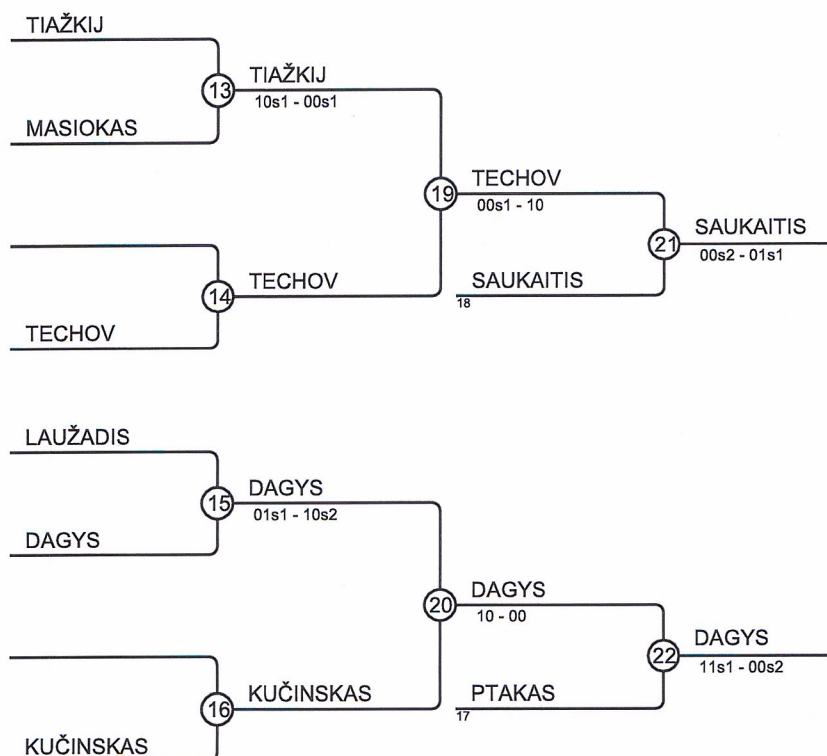 TIAŽKIJ
13
TIAŽKIJ
10s1 - 00s1
MASIOKAS
19
TECHOV
00s1 - 10
14
TECHOV
TECHOV
21
SAUKAITIS
00s2 - 01s1
SAUKAITIS
18
LAUŽADIS
15
DAGYS
01s1 - 10s2
DAGYS
20
DAGYS
10 - 00
16
KUČINSKAS
KUČINSKAS
22
DAGYS
11s1 - 00s2
PTAKAS
17